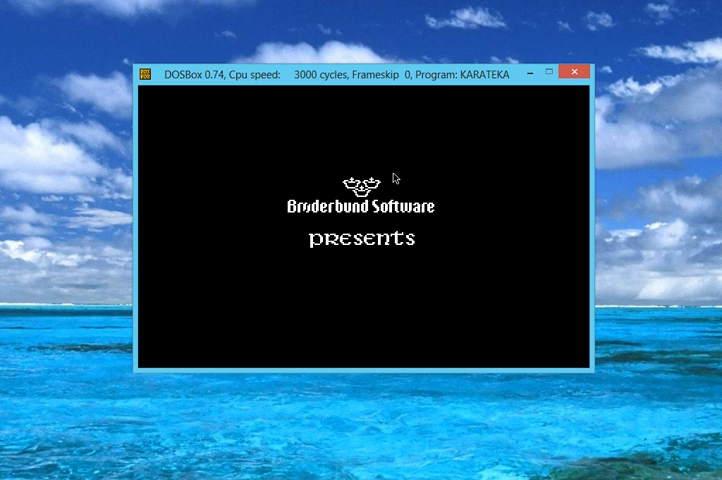 DOSBox 0.74, Cpu speed: 3000 cycles, Frameskip 0, Program: KARATEKA
Brøderbund Software
presents